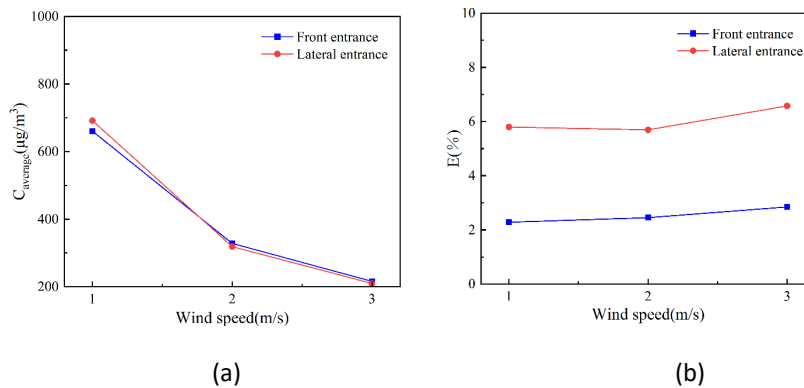 1000
800
600
400
200
C_average(μg/m³)
Front entrance
Lateral entrance
1 2 3
Wind speed(m/s)
(a)
10
8
6
4
2
0
E(%)
Front entrance
Lateral entrance
1 2 3
Wind speed(m/s)
(b)